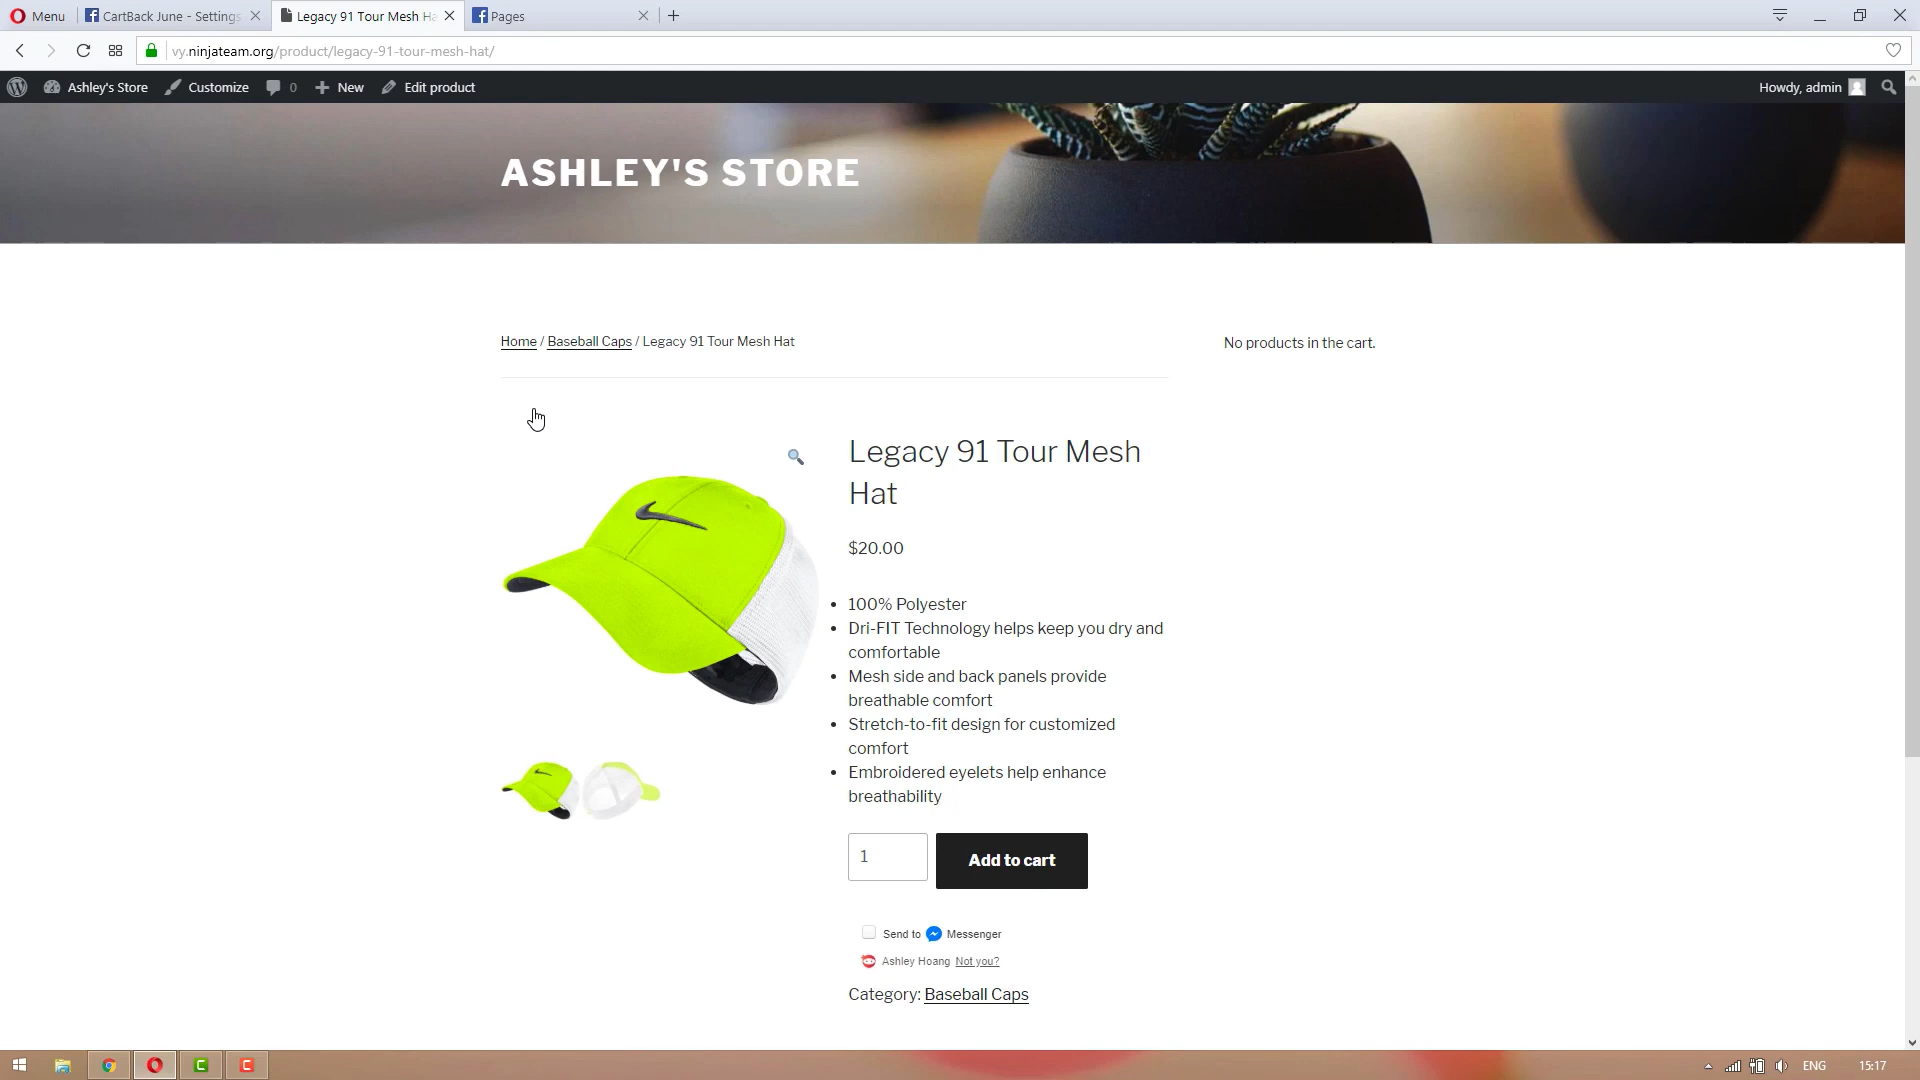 Menu
CartBack June - Settings
Legacy 91 Tour Mesh Ha
Pages
vy.ninjateam.org/product/legacy-91-tour-mesh-hat/
Ashley's Store
Customize
0
New
Edit product
Howdy, admin
ASHLEY'S STORE
Home / Baseball Caps / Legacy 91 Tour Mesh Hat
No products in the cart.
Legacy 91 Tour Mesh
Hat
$20.00
100% Polyester
Dri-FIT Technology helps keep you dry and
comfortable
Mesh side and back panels provide
breathable comfort
Stretch-to-fit design for customized
comfort
Embroidered eyelets help enhance
breathability
1
Add to cart
Send to Messenger
Ashley Hoang Not you?
Category: Baseball Caps
ENG
15:17